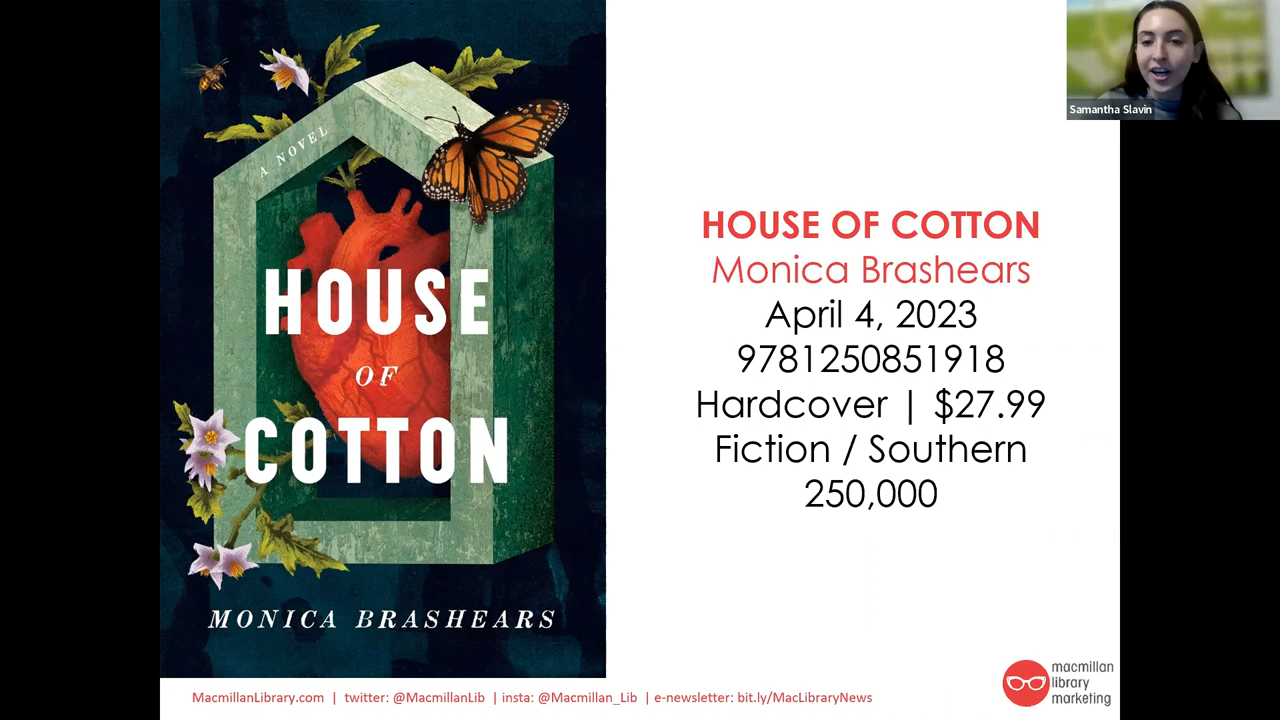 A NOVEL
HOUSE
OF
COTTON
MONICA BRASHEARS
Samantha Slavin
HOUSE OF COTTON
Monica Brashears
April 4, 2023
9781250851918
Hardcover | $27.99
Fiction / Southern
250,000
MacmillanLibrary.com | twitter: @MacmillanLib | insta: @Macmillan_Lib | e-newsletter: bit.ly/MacLibraryNews
macmillan
library
marketing